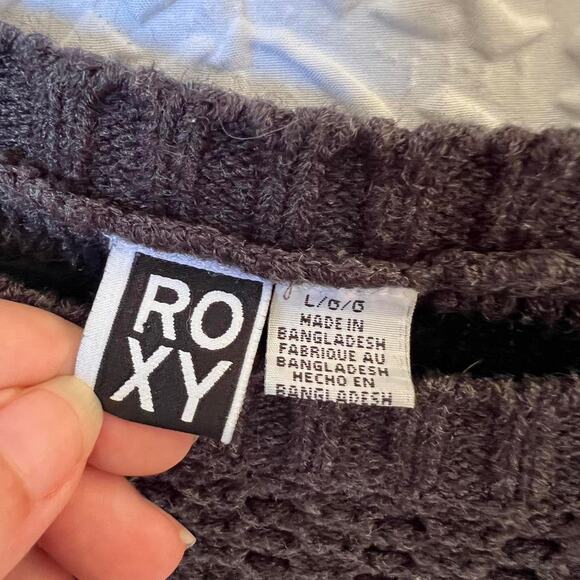 RO
XY
L/G/G
MADE IN
BANGLADESH
FABRIQUE AU
BANGLADESH
HECHO EN
BANGLADESH